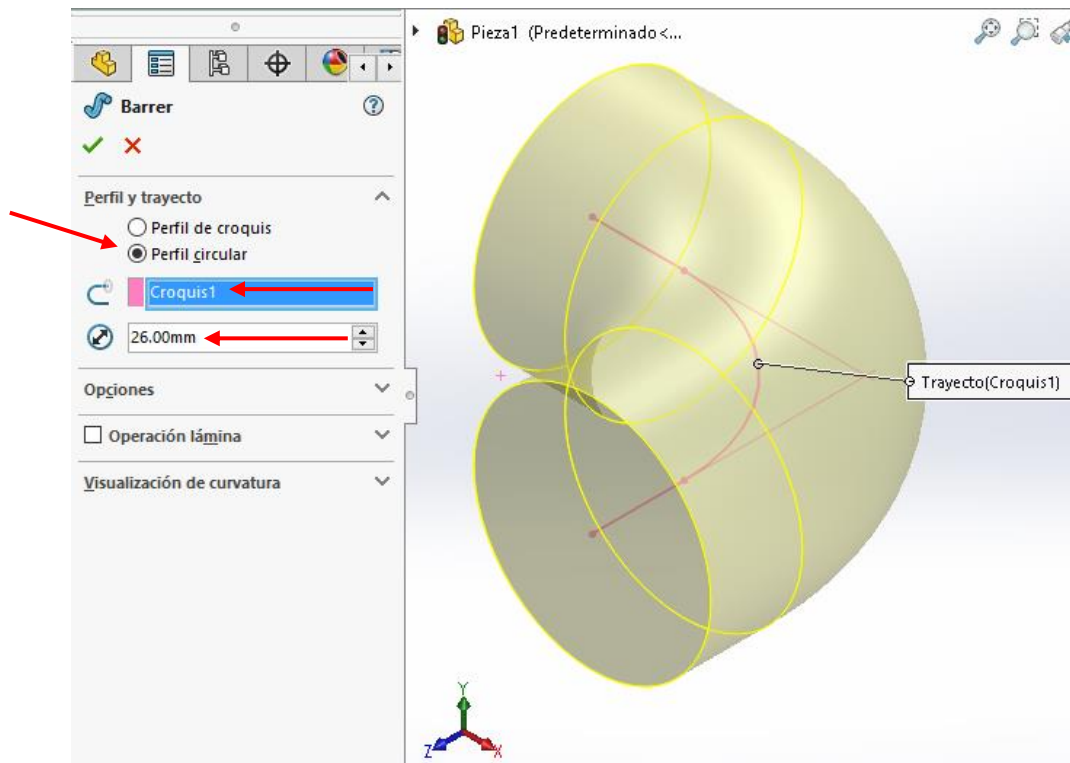 Pieza1 (Predeterminado<...
Barrer
Perfil y trayecto
Perfil de croquis
Perfil circular
Croquis1
26.00mm
Opciones
Operación lámina
Visualización de curvatura
Trayecto(Croquis1)
Y
Z
X